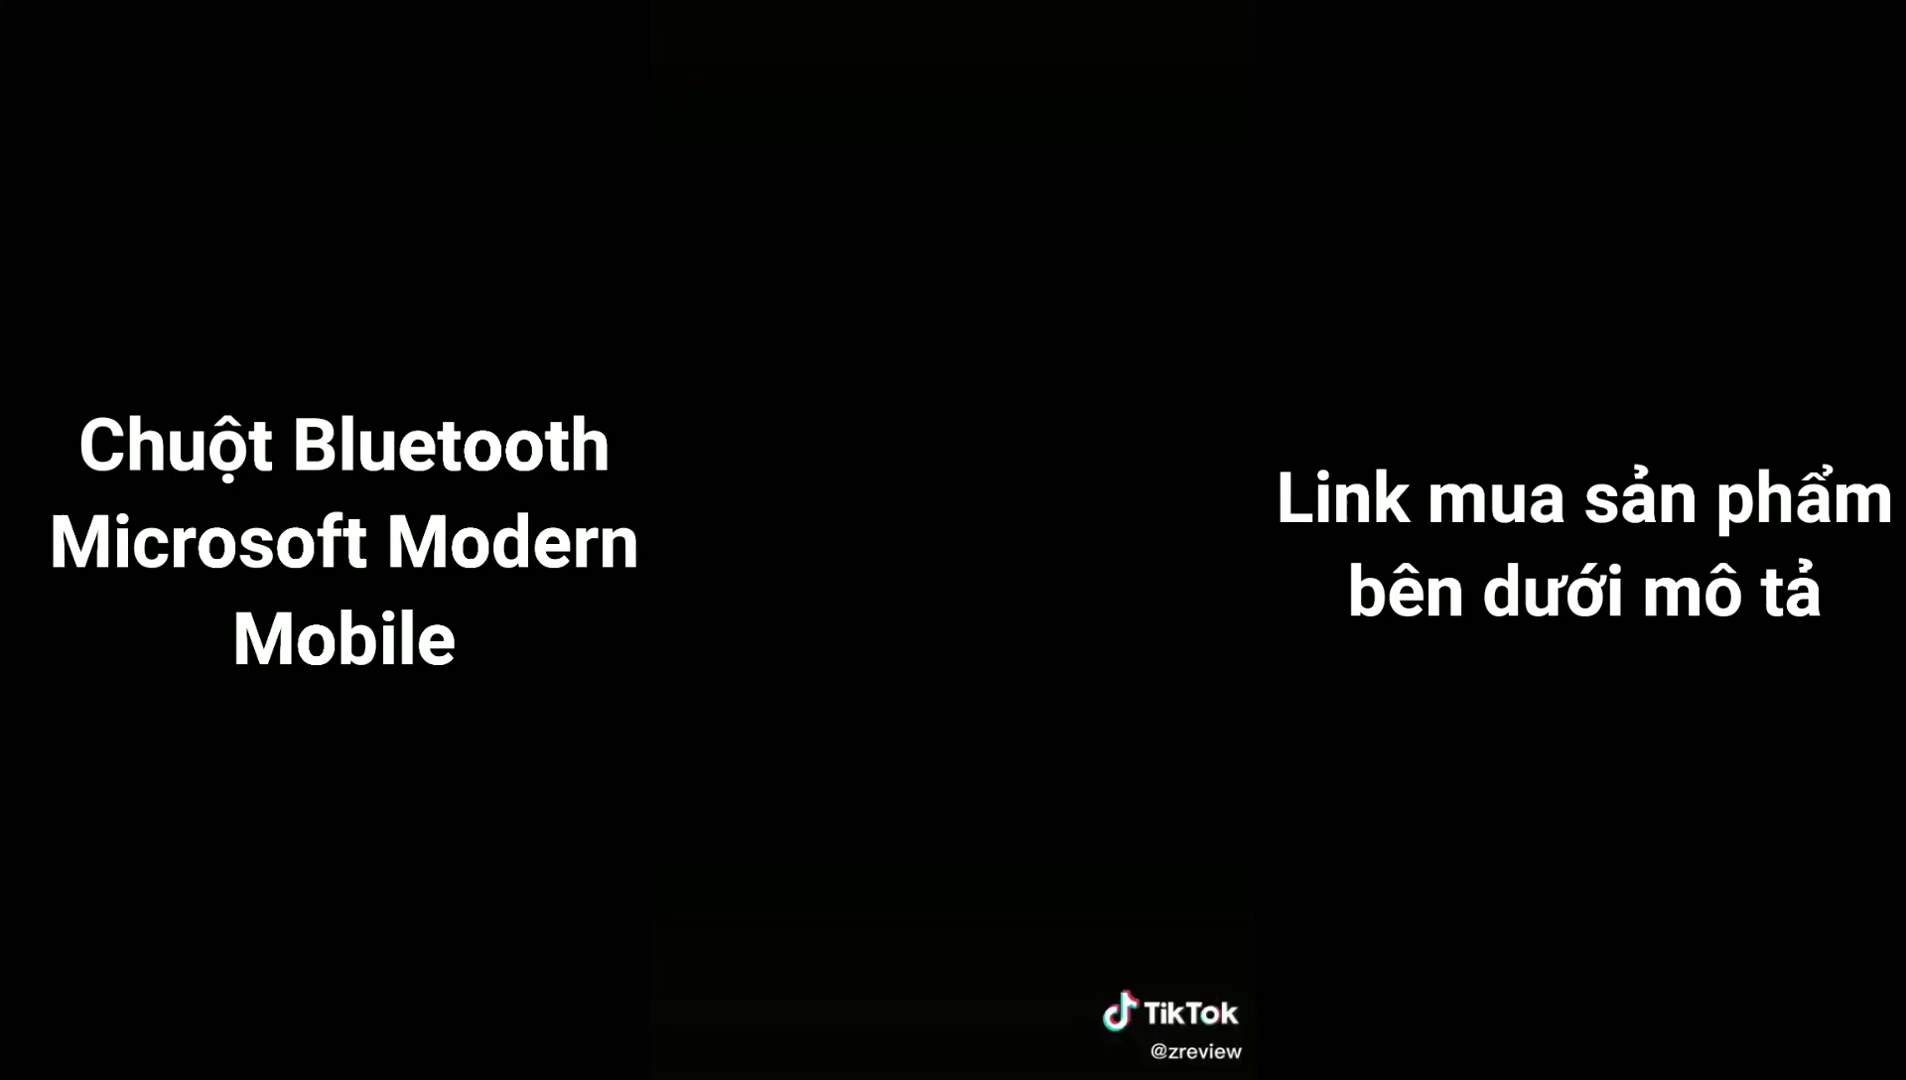 Chuột Bluetooth
Microsoft Modern
Mobile
Link mua sản phẩm
bên dưới mô tả
TikTok
@zreview